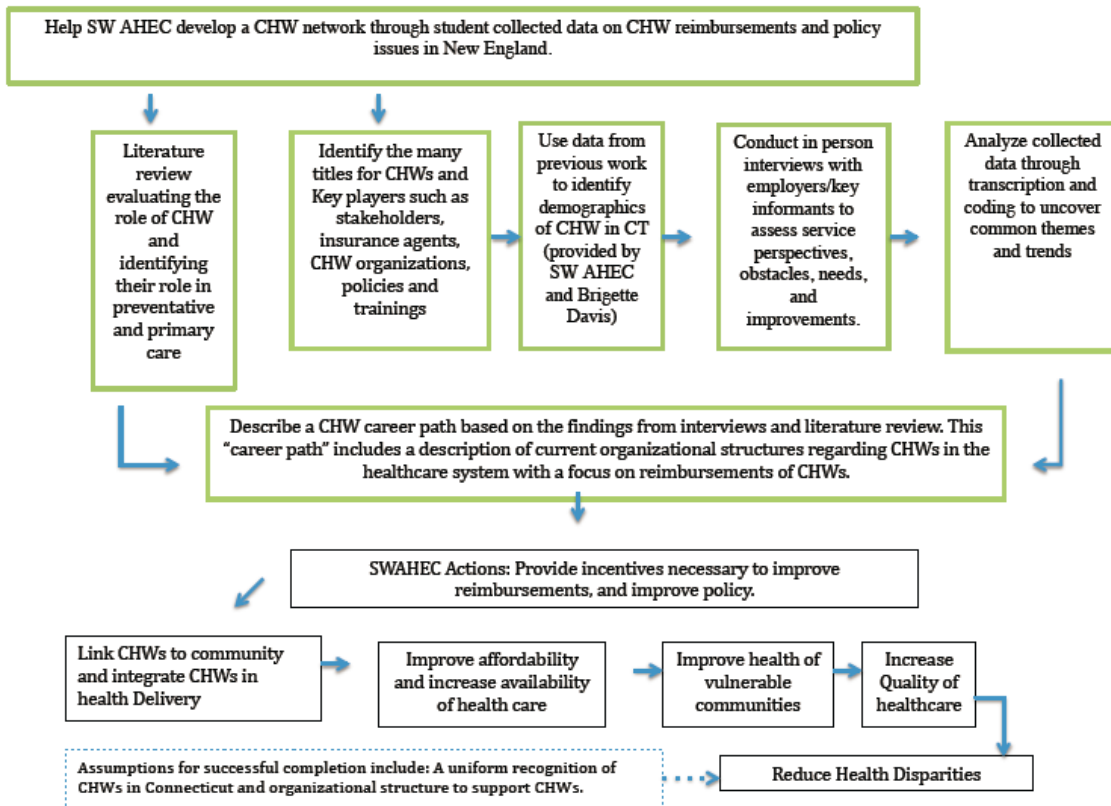 Help SW AHEC develop a CHW network through student collected data on CHW reimbursements and policy
issues in New England.
Literature
review
evaluating the
role of CHW
and
identifying
their role in
preventative
and primary
care
Identify the many
titles for CHWs and
Key players such as
stakeholders,
insurance agents,
CHW organizations,
policies and
trainings
Use data from
previous work
to identify
demographics
of CHW in CT
(provided by
SW AHEC
and Brigette
Davis)
Conduct in person
interviews with
employers/key
informants to
assess service
perspectives,
obstacles, needs,
and
improvements.
Analyze collected
data through
transcription and
coding to uncover
common themes
and trends
Describe a CHW career path based on the findings from interviews and literature review. This
“career path” includes a description of current organizational structures regarding CHWs in the
healthcare system with a focus on reimbursements of CHWs.
SWAHEC Actions: Provide incentives necessary to improve
reimbursements, and improve policy.
Link CHWs to community
and integrate CHWs in
health Delivery
Improve affordability
and increase availability
of health care
Improve health of
vulnerable
communities
Increase
Quality of
healthcare
Assumptions for successful completion include: A uniform recognition of
CHWs in Connecticut and organizational structure to support CHWs.
Reduce Health Disparities